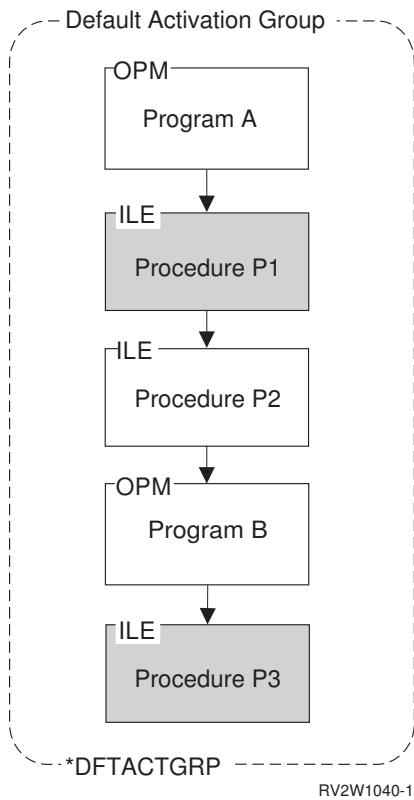 Default Activation Group
OPM
Program A
ILE
Procedure P1
ILE
Procedure P2
OPM
Program B
ILE
Procedure P3
*DFTACTGRP
RV2W1040-1